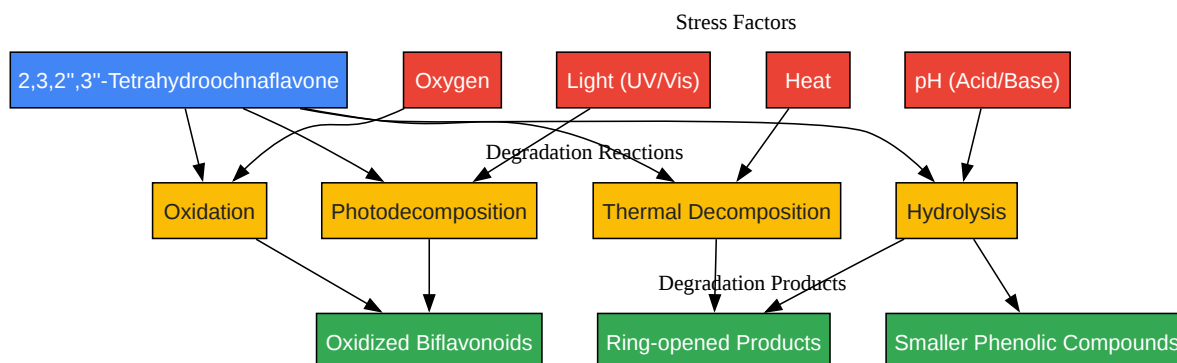 Stress Factors
2,3,2'',3''-Tetrahydroochnaflavone
Oxygen
Light (UV/Vis)
Heat
pH (Acid/Base)
Degradation Reactions
Oxidation
Photodecomposition
Thermal Decomposition
Hydrolysis
Degradation Products
Oxidized Biflavonoids
Ring-opened Products
Smaller Phenolic Compounds